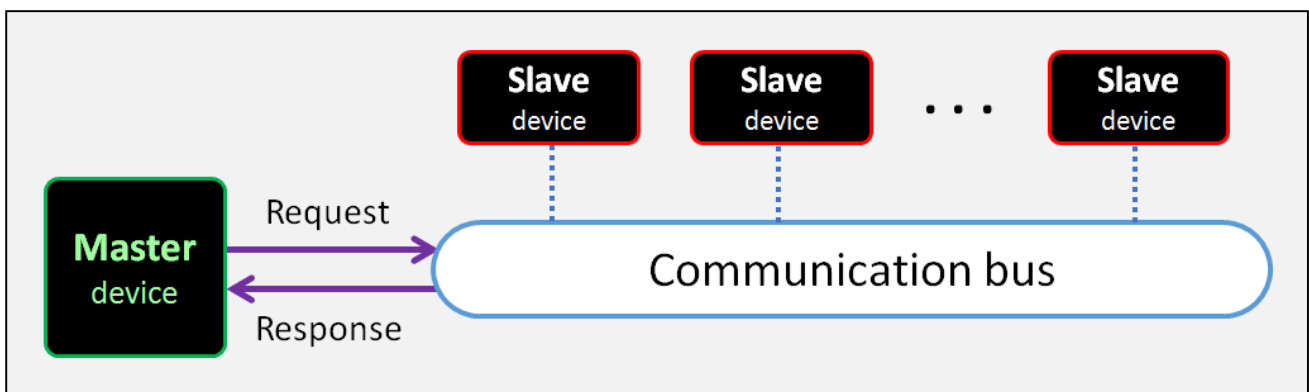 Slave
device
Slave
device
. . .
Slave
device
Request
Master
device
Communication bus
Response